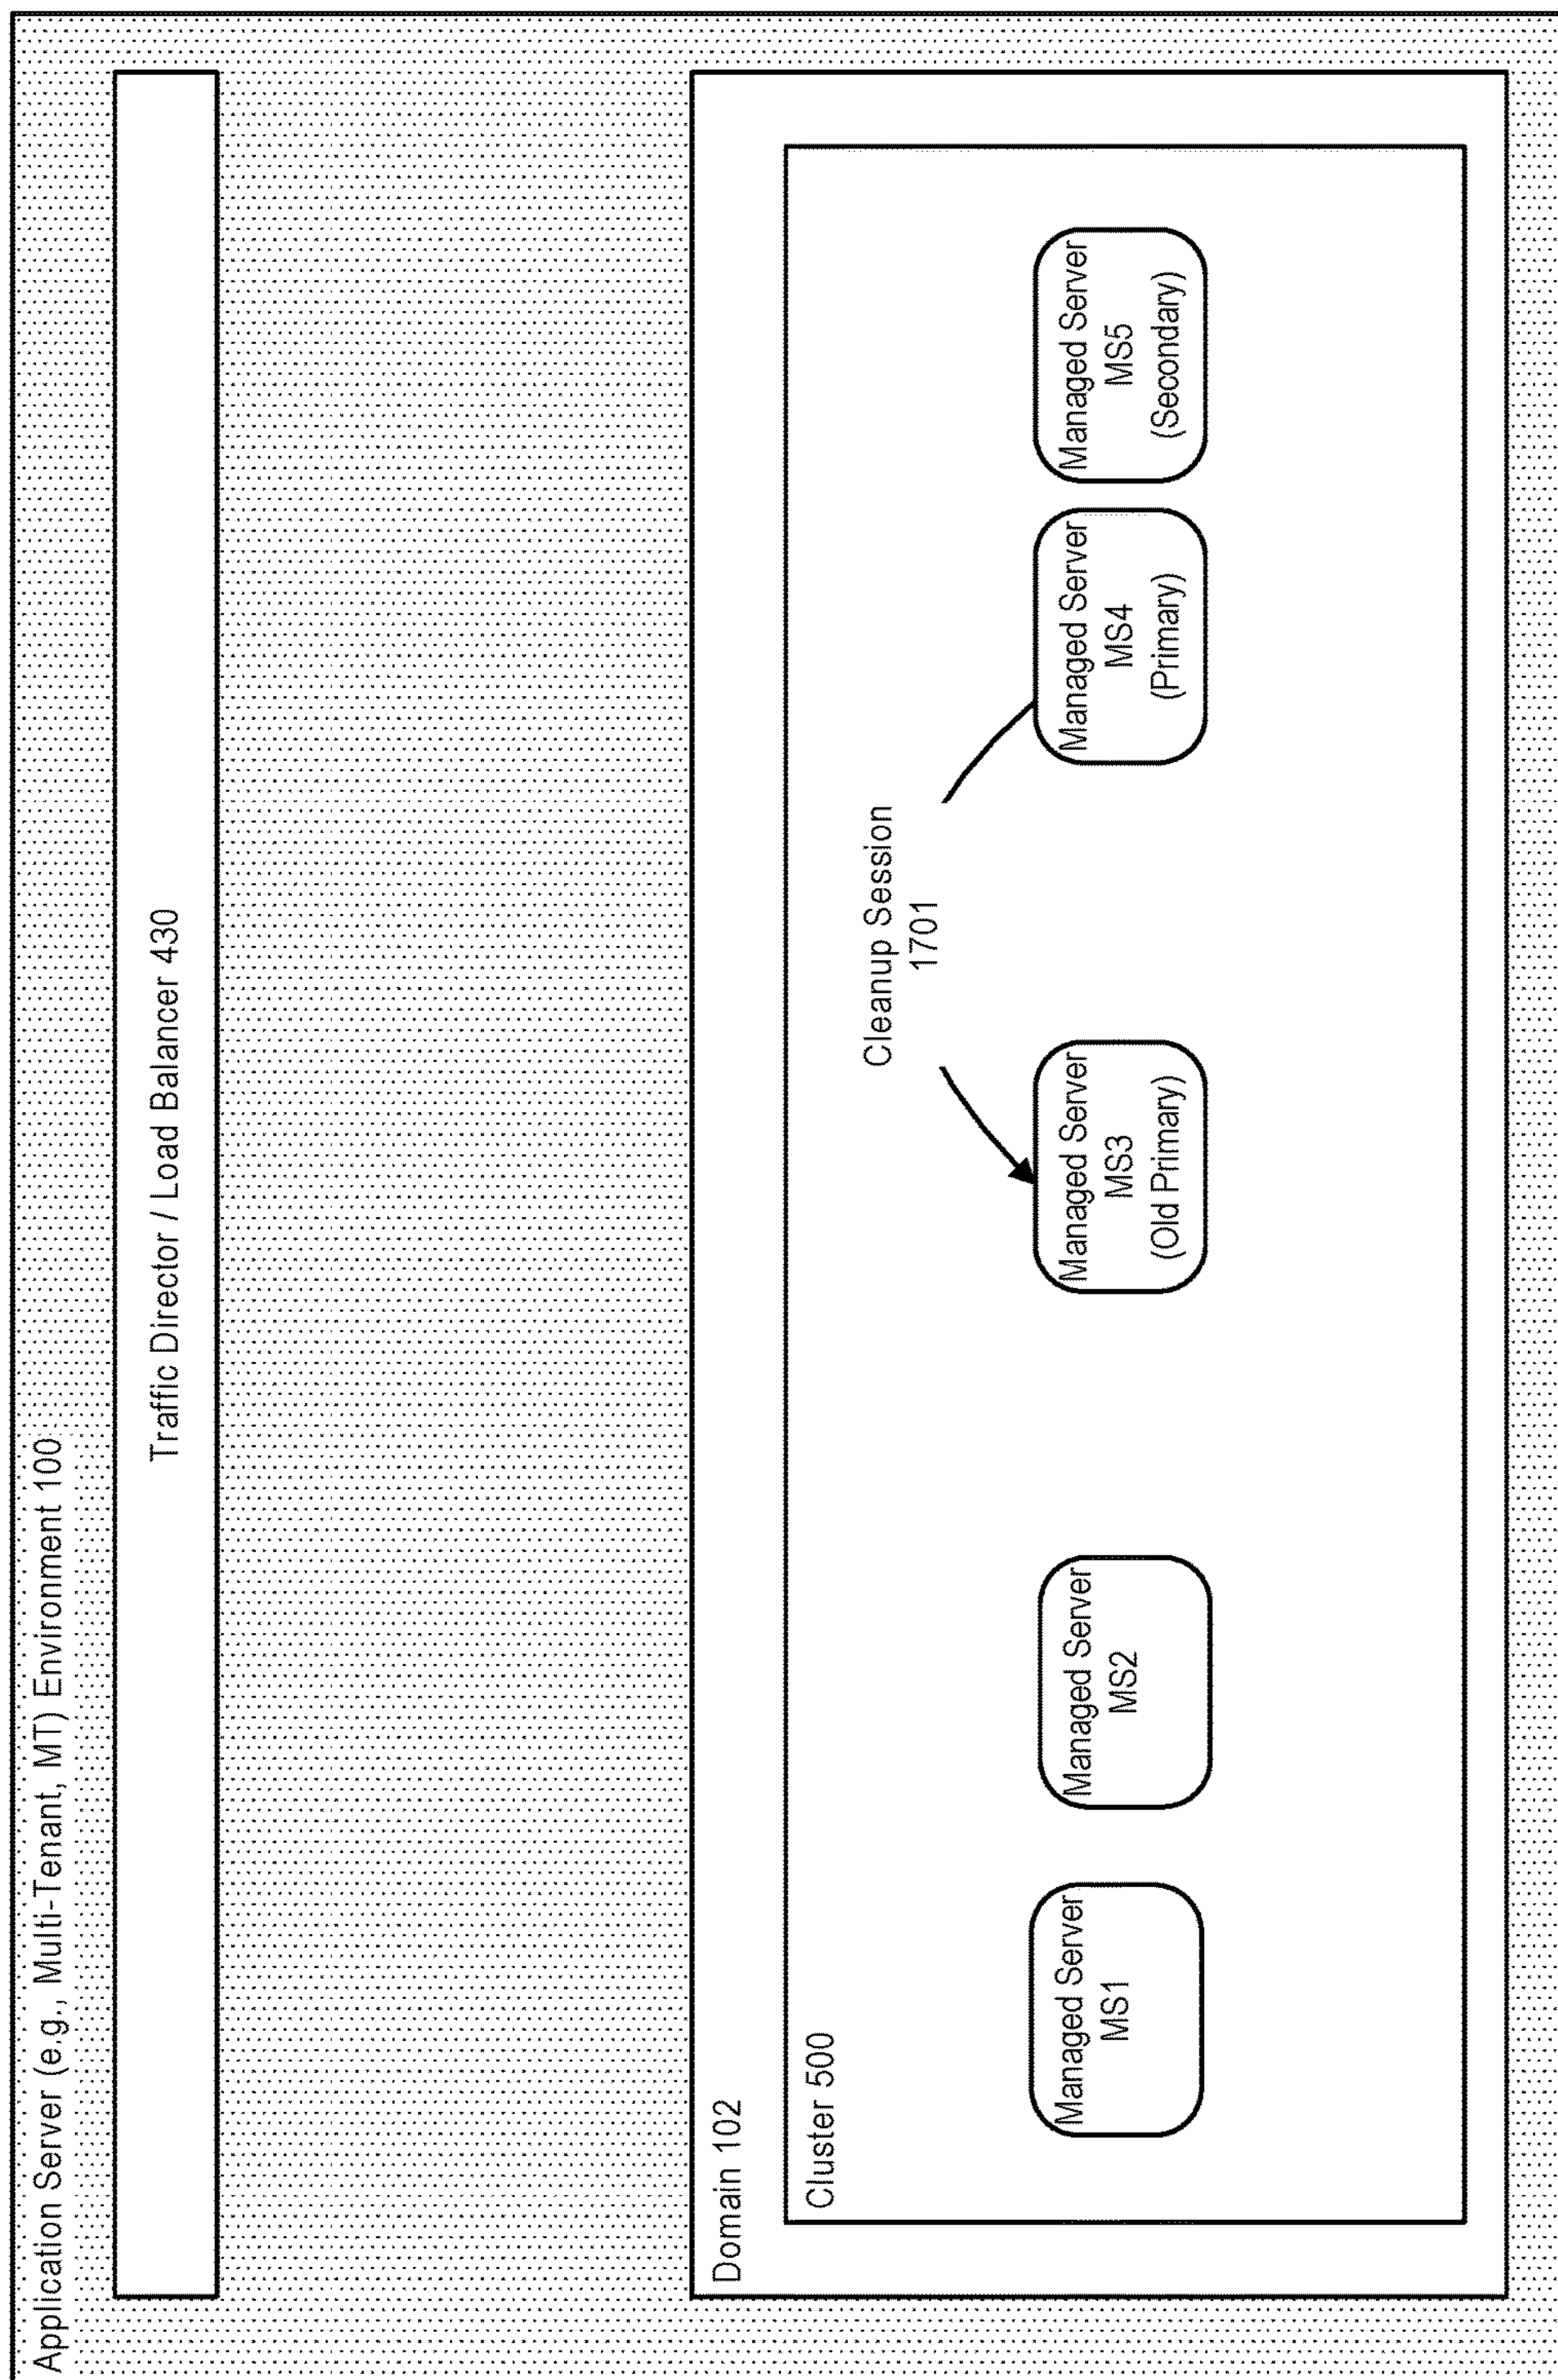 Application Server (e.g., Multi-Tenant, MT) Environment 100
Traffic Director / Load Balancer 430
Domain 102
Cluster 500
Cleanup Session
1701
Managed Server
MS1
Managed Server
MS2
Managed Server
MS3
(Old Primary)
Managed Server
MS4
(Primary)
Managed Server
MS5
(Secondary)